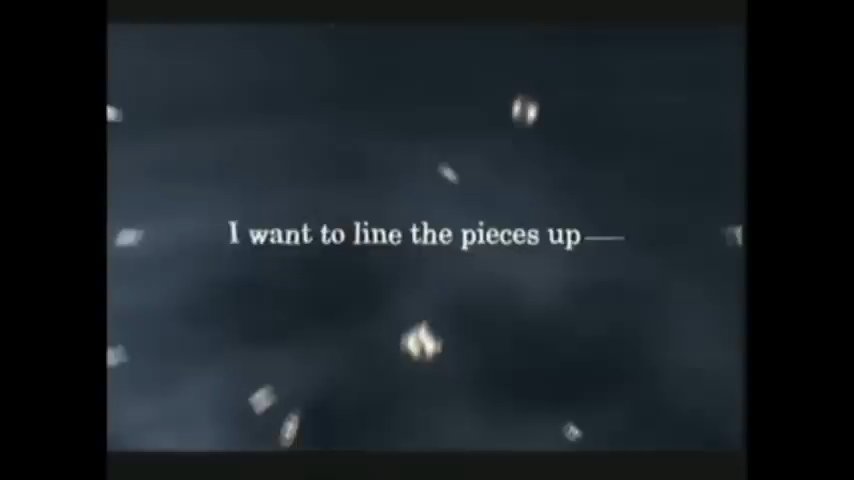 I want to line the pieces up——